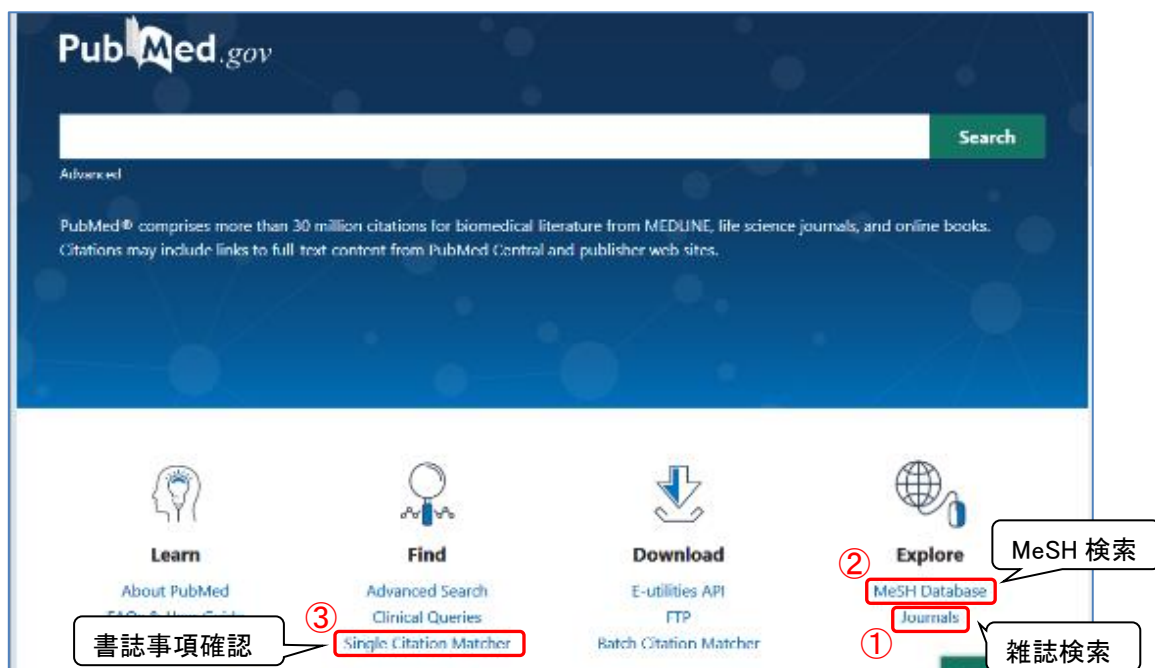 PubMed.gov
Search
Advanced
PubMed® comprises more than 30 million citations for biomedical literature from MEDLINE, life science journals, and online books.
Citations may include links to full text content from PubMed Central and publisher web sites.
Learn
Find
Download
Explore
MeSH 検索
②
About PubMed
Advanced Search
E-utilities API
MeSH Database
FAQs & User Guide
③
Clinical Queries
FTP
Journals
書誌事項確認
Single Citation Matcher
Batch Citation Matcher
①
雑誌検索